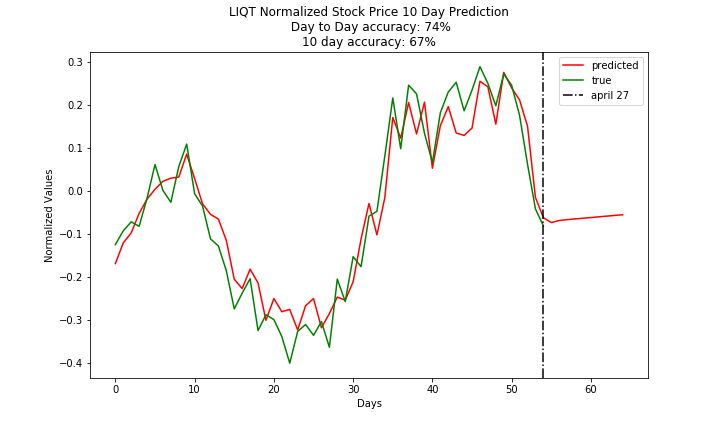 LIQT Normalized Stock Price 10 Day Prediction
Day to Day accuracy: 74%
10 day accuracy: 67%
predicted
true
april 27
Normalized Values
0.3
0.2
0.1
0.0
−0.1
−0.2
−0.3
−0.4
0 10 20 30 40 50 60
Days